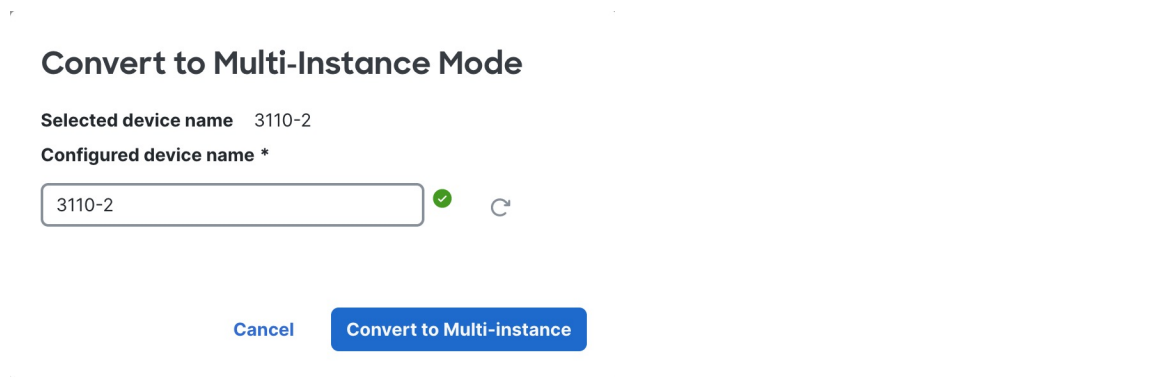 Convert to Multi-Instance Mode
Selected device name 3110-2
Configured device name *
3110-2
Cancel Convert to Multi-instance